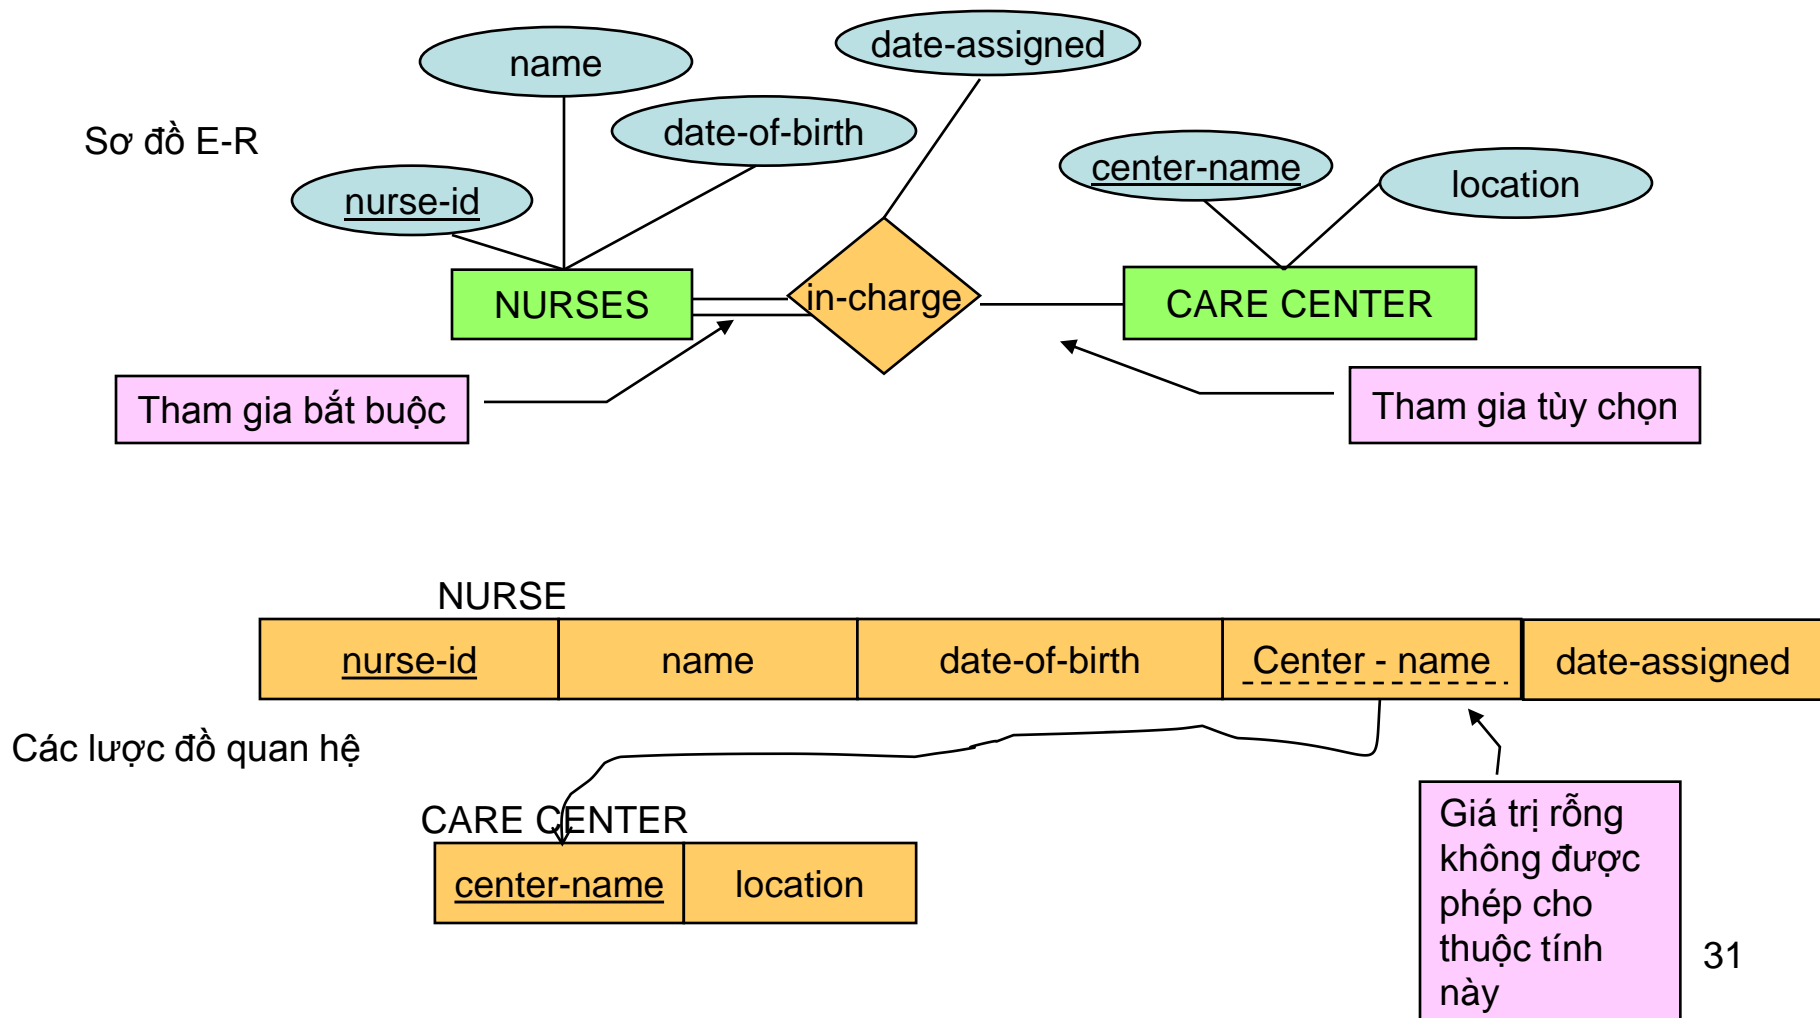 date-assigned
name
date-of-birth
Sơ đồ E-R
center-name
location
nurse-id
NURSES
in-charge
CARE CENTER
Tham gia bắt buộc
Tham gia tùy chọn
NURSE
nurse-id
name
date-of-birth
Center - name
date-assigned
Các lược đồ quan hệ
CARE CENTER
center-name
location
Giá trị rỗng
không được
phép cho
thuộc tính
này
31